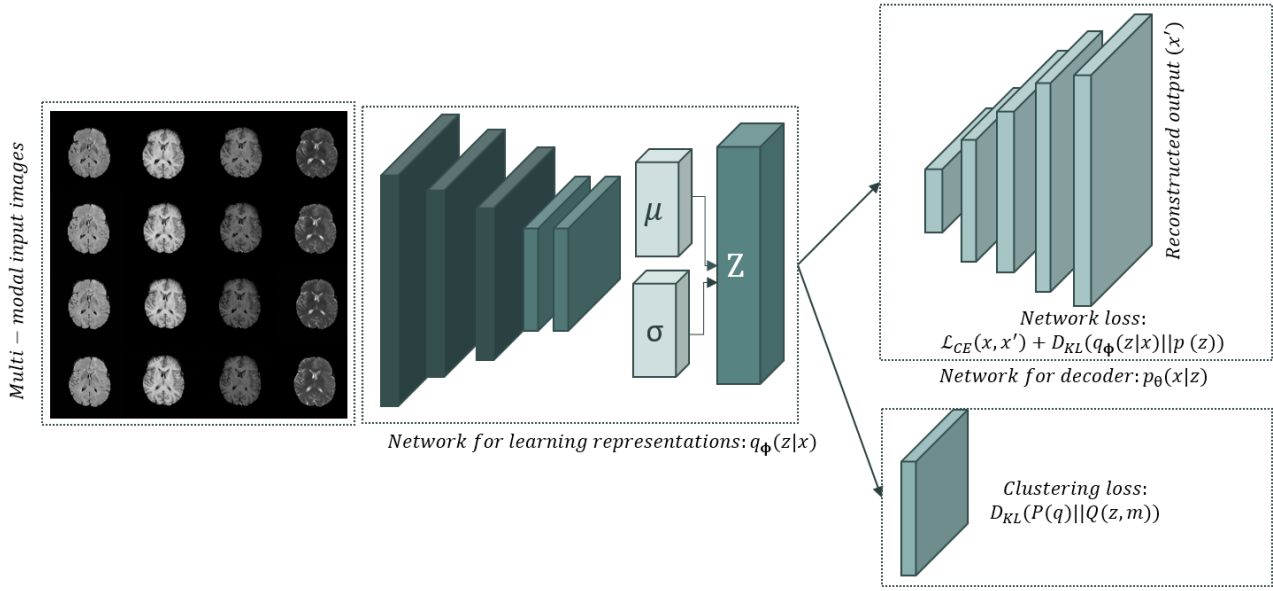 Multi − modal input images
μ
σ
Z
Network for learning representations: q_ϕ(z|x)
Reconstructed output (x′)
Network loss:
ℒ_CE(x, x′) + D_KL(q_ϕ(z|x)||p (z))
Network for decoder: p_θ(x|z)
Clustering loss:
D_KL(P(q)||Q(z, m))